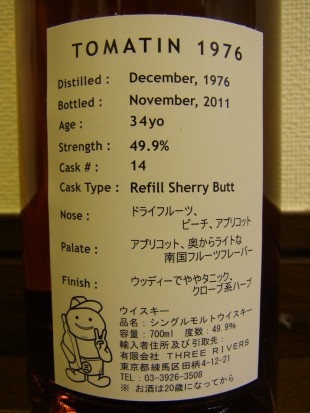 TOMATIN 1976
Distilled : December, 1976
Bottled : November, 2011
Age : 34yo
Strength : 49.9%
Cask # : 14
Cask Type : Refill Sherry Butt
Nose : ドライフルーツ、
ピーチ、アプリコット
Palate : アプリコット、奥からライトな
南国フルーツフレーバー
Finish : ウッディーでややタニック、
クローブ系ハーブ
ウイスキー
品名：シングルモルトウイスキー
容量：700ml 度数：49.9%
輸入者住所及び引取先：
有限会社 THREE RIVERS
東京都練馬区田柄4-12-21
TEL：03-3926-3508
※ お酒は20歳になってから